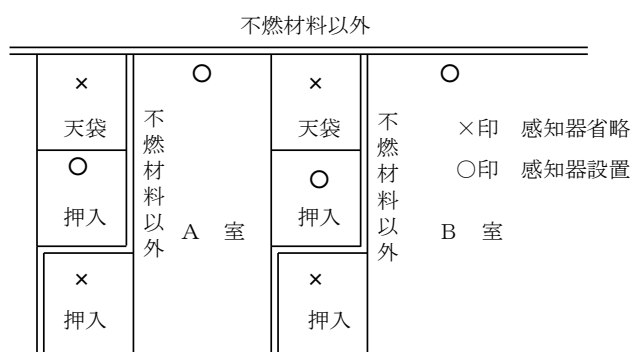 不燃材料以外
×
天袋
○
押入
×
押入
不燃材料以外
○
A 室
×
天袋
○
押入
×
押入
不燃材料以外
○
B 室
×印 感知器省略
○印 感知器設置